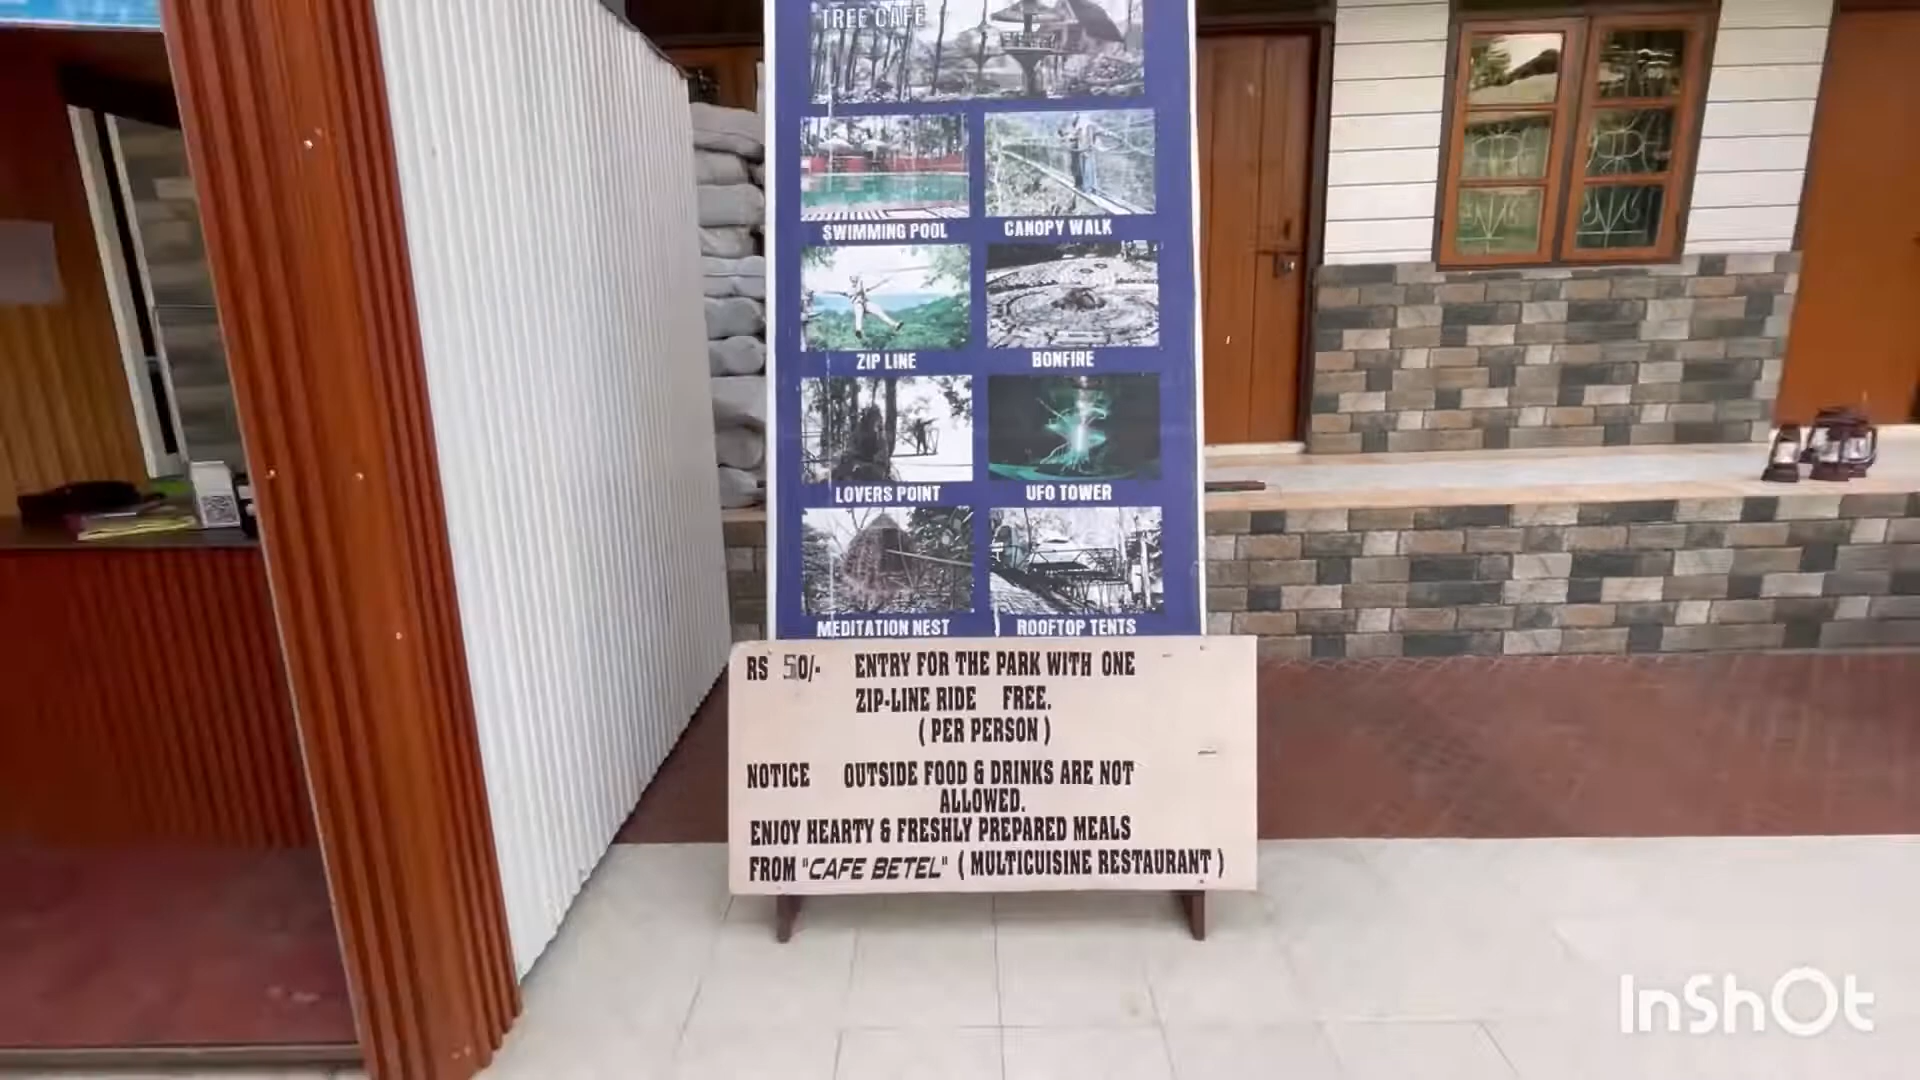 TREE CAFE
SWIMMING POOL
CANOPY WALK
ZIP LINE
BONFIRE
LOVERS POINT
UFO TOWER
MEDITATION NEST
ROOFTOP TENTS
RS 50/- ENTRY FOR THE PARK WITH ONE
ZIP-LINE RIDE FREE.
( PER PERSON )
NOTICE OUTSIDE FOOD & DRINKS ARE NOT
ALLOWED.
ENJOY HEARTY & FRESHLY PREPARED MEALS
FROM "CAFE BETEL" ( MULTICUISINE RESTAURANT )
InShOt